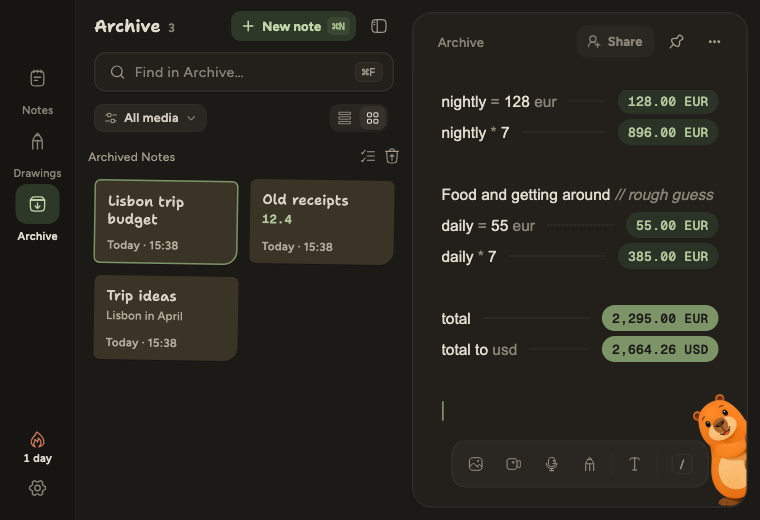 Notes
Drawings
Archive
1 day
Archive 3
+ New note ⌘N
Find in Archive... ⌘F
All media
Archived Notes
Lisbon trip
budget
Today · 15:38
Old receipts
12.4
Today · 15:38
Trip ideas
Lisbon in April
Today · 15:38
Archive
Share
nightly = 128 eur 128.00 EUR
nightly * 7 896.00 EUR
Food and getting around // rough guess
daily = 55 eur 55.00 EUR
daily * 7 385.00 EUR
total 2,295.00 EUR
total to usd 2,664.26 USD
/